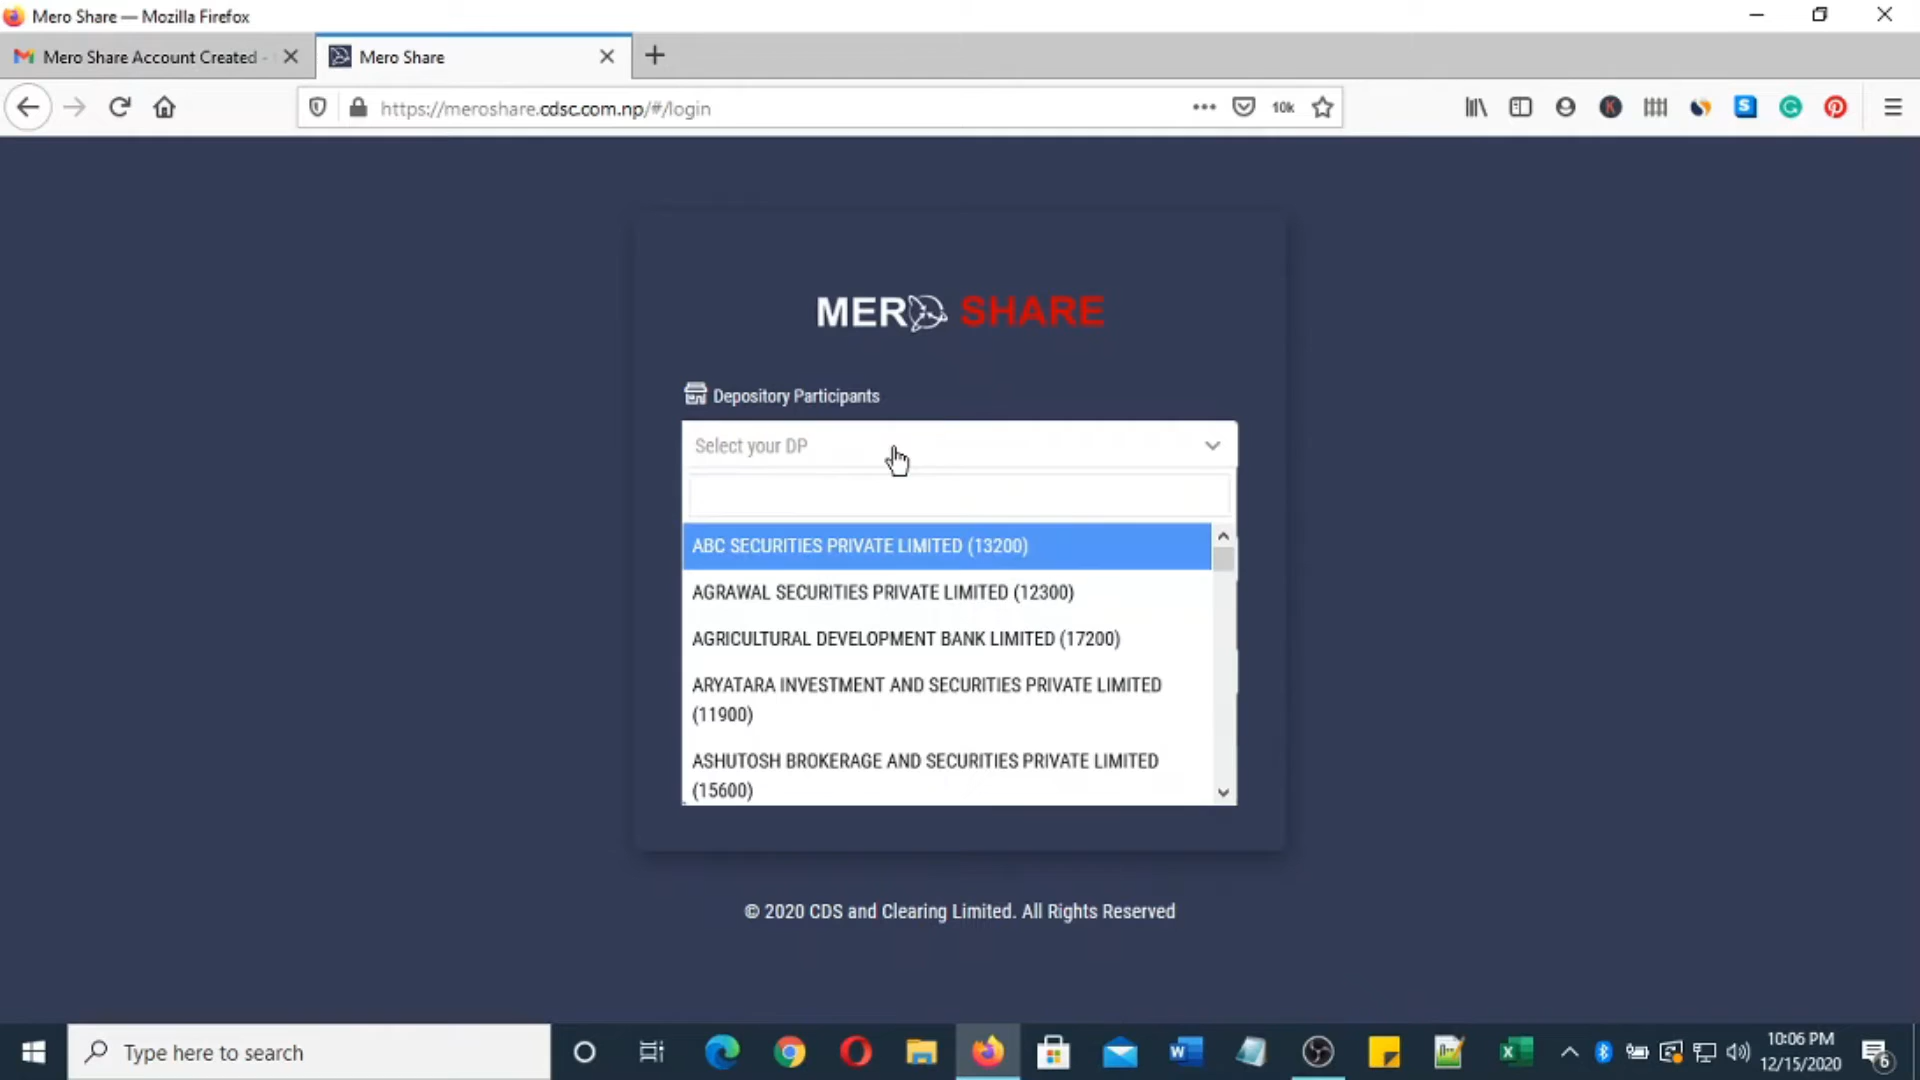 Mero Share — Mozilla Firefox
Mero Share Account Created -
Mero Share
https://meroshare.cdsc.com.np/#/login
10k
MERO SHARE
Depository Participants
Select your DP
ABC SECURITIES PRIVATE LIMITED (13200)
AGRAWAL SECURITIES PRIVATE LIMITED (12300)
AGRICULTURAL DEVELOPMENT BANK LIMITED (17200)
ARYATARA INVESTMENT AND SECURITIES PRIVATE LIMITED
(11900)
ASHUTOSH BROKERAGE AND SECURITIES PRIVATE LIMITED
(15600)
© 2020 CDS and Clearing Limited. All Rights Reserved
Type here to search
10:06 PM
12/15/2020
6